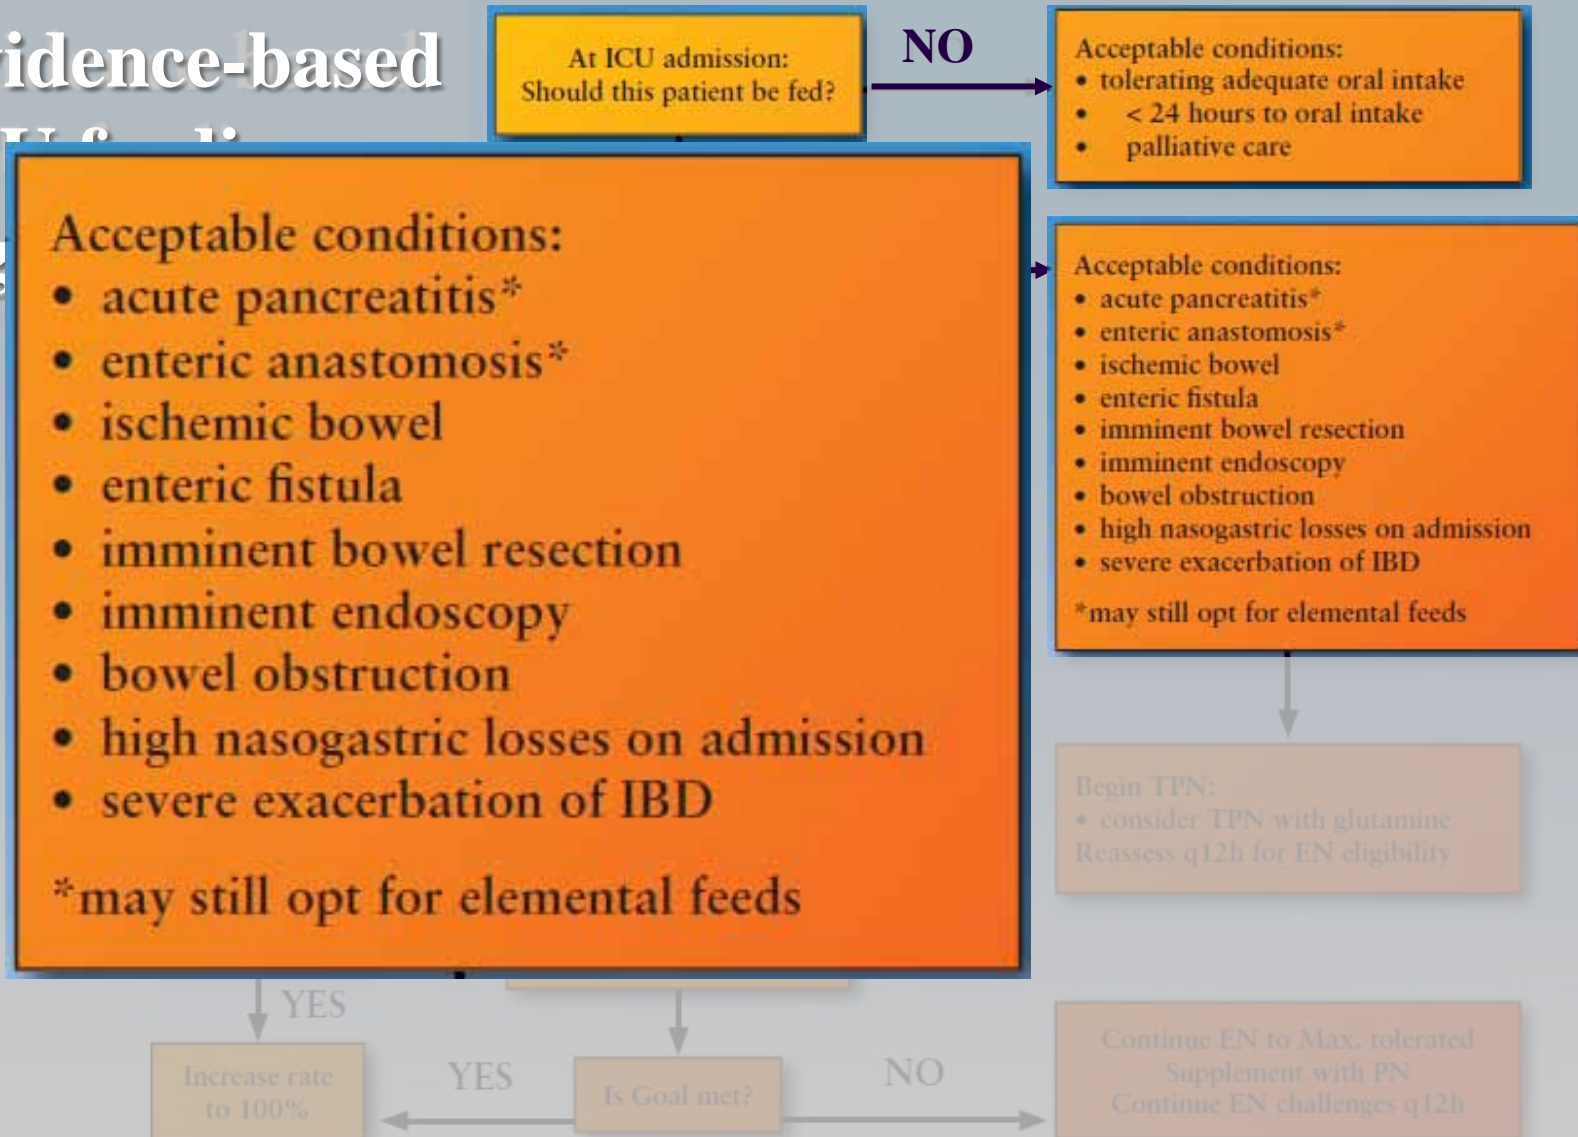 idence-based
At ICU admission:
Should this patient be fed?
NO
Acceptable conditions:
• tolerating adequate oral intake
• < 24 hours to oral intake
• palliative care
Acceptable conditions:
• acute pancreatitis*
• enteric anastomosis*
• ischemic bowel
• enteric fistula
• imminent bowel resection
• imminent endoscopy
• bowel obstruction
• high nasogastric losses on admission
• severe exacerbation of IBD
*may still opt for elemental feeds
Acceptable conditions:
• acute pancreatitis*
• enteric anastomosis*
• ischemic bowel
• enteric fistula
• imminent bowel resection
• imminent endoscopy
• bowel obstruction
• high nasogastric losses on admission
• severe exacerbation of IBD
*may still opt for elemental feeds
Begin TPN:
• consider TPN with glutamine
Reassess q12h for EN eligibility
YES
Increase rate
to 100%
YES
Is Goal met?
NO
Continue EN to Max. tolerated
Supplement with PN
Continue EN challenges q12h